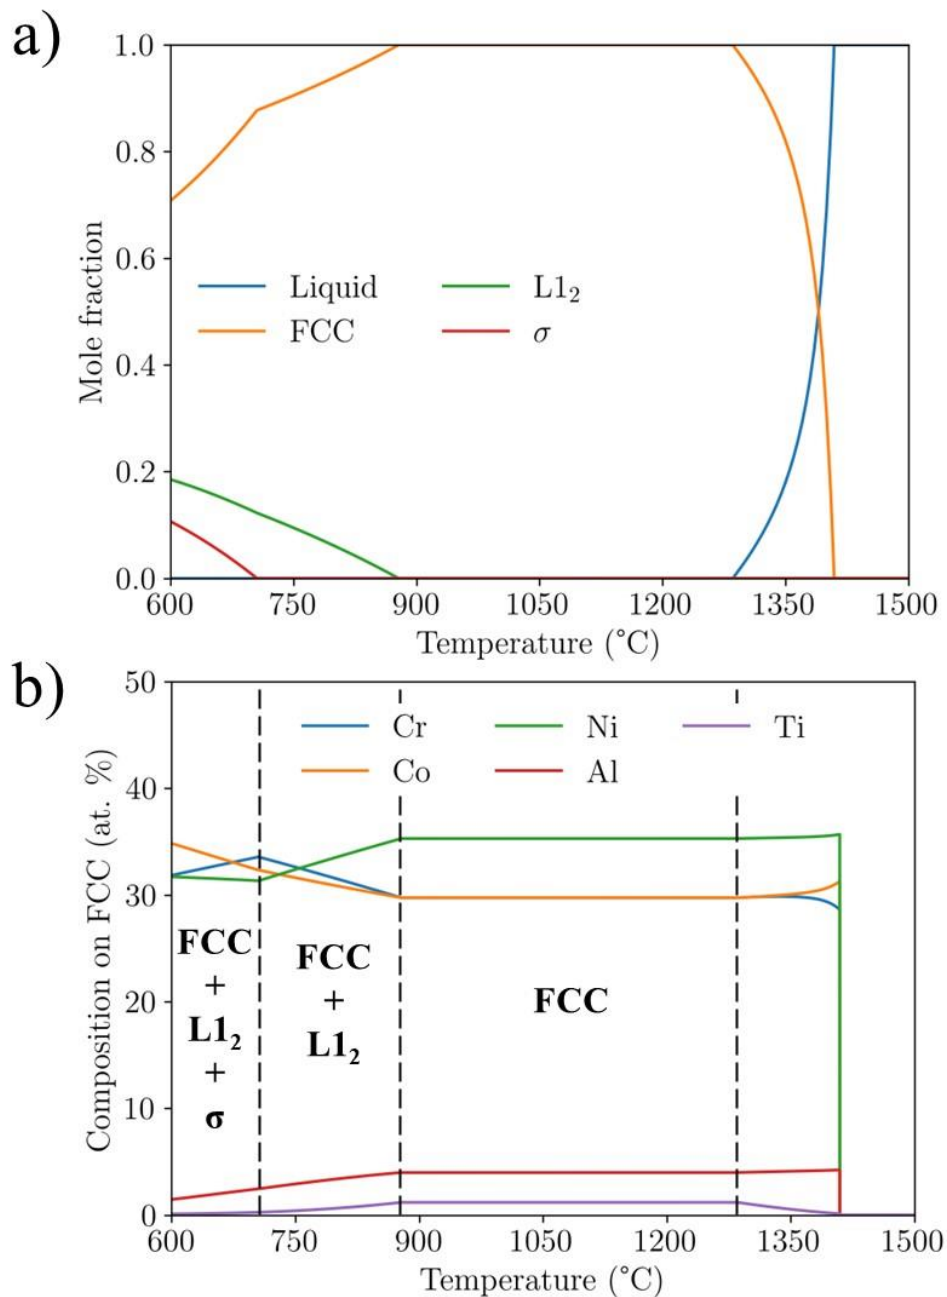 a)
1.0
0.8
0.6
0.4
0.2
0.0
Mole fraction
Liquid
L1₂
FCC
σ
600
750
900
1050
1200
1350
1500
Temperature (°C)
b)
50
40
30
20
10
0
Composition on FCC (at. %)
Cr
Ni
Ti
Co
Al
FCC
+
L1₂
+
σ
FCC
+
L1₂
FCC
600
750
900
1050
1200
1350
1500
Temperature (°C)